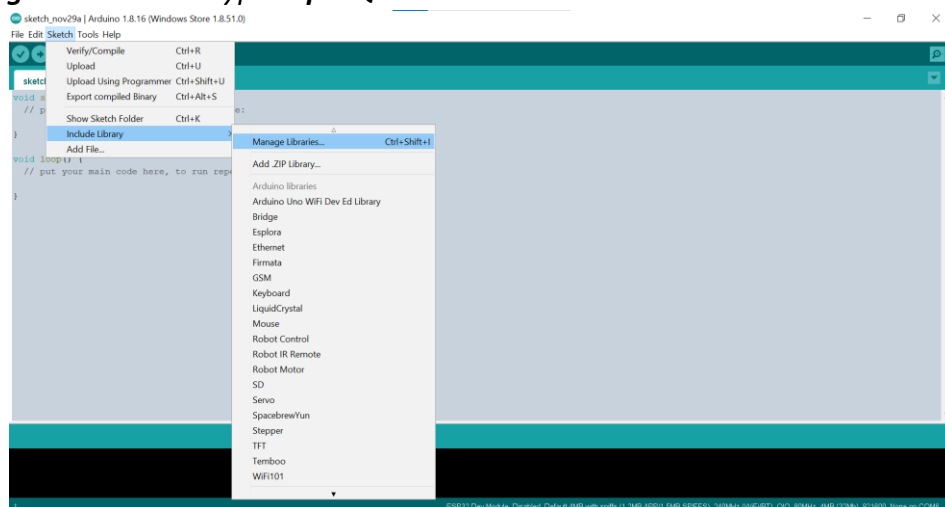 sketch_nov29a | Arduino 1.8.16 (Windows Store 1.8.51.0)
File Edit Sketch Tools Help
Verify/Compile Ctrl+R
Upload Ctrl+U
Upload Using Programmer Ctrl+Shift+U
Export compiled Binary Ctrl+Alt+S
Show Sketch Folder Ctrl+K
Include Library
Add File...
void
//
e:
}
void loop() {
// put your main code here, to run
}
Manage Libraries... Ctrl+Shift+I
Add .ZIP Library...
Arduino libraries
Arduino Uno WiFi Dev Ed Library
Bridge
Esplora
Ethernet
Firmata
GSM
Keyboard
LiquidCrystal
Mouse
Robot Control
Robot IR Remote
Robot Motor
SD
Servo
SpacebrewYun
Stepper
TFT
Temboo
WiFi101
1